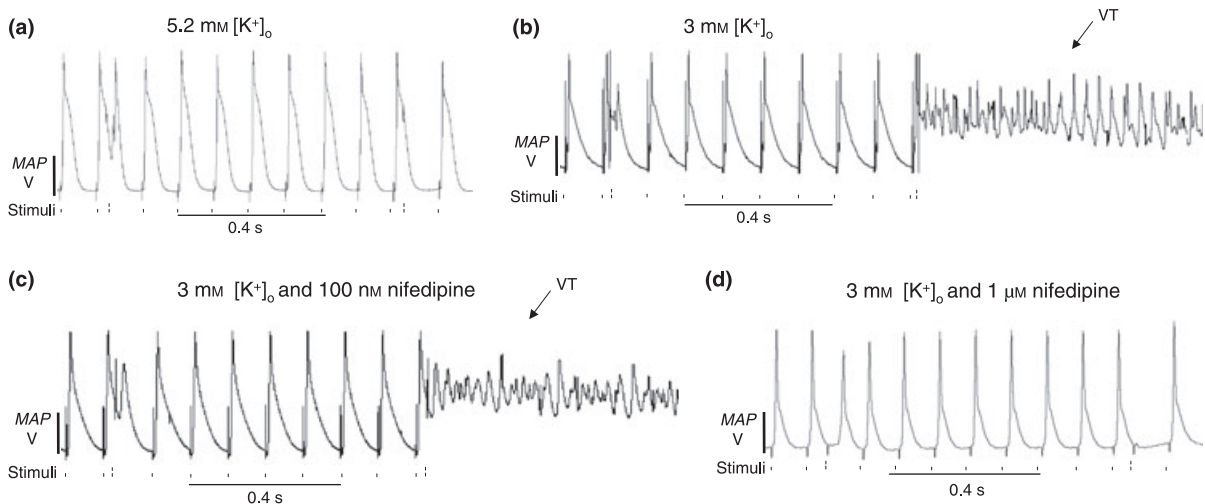 (a)
5.2 mM [K⁺]ₒ
MAP
V
Stimuli
0.4 s
(b)
3 mM [K⁺]ₒ
VT
MAP
V
Stimuli
0.4 s
(c)
3 mM [K⁺]ₒ and 100 nM nifedipine
VT
MAP
V
Stimuli
0.4 s
(d)
3 mM [K⁺]ₒ and 1 μM nifedipine
MAP
V
Stimuli
0.4 s